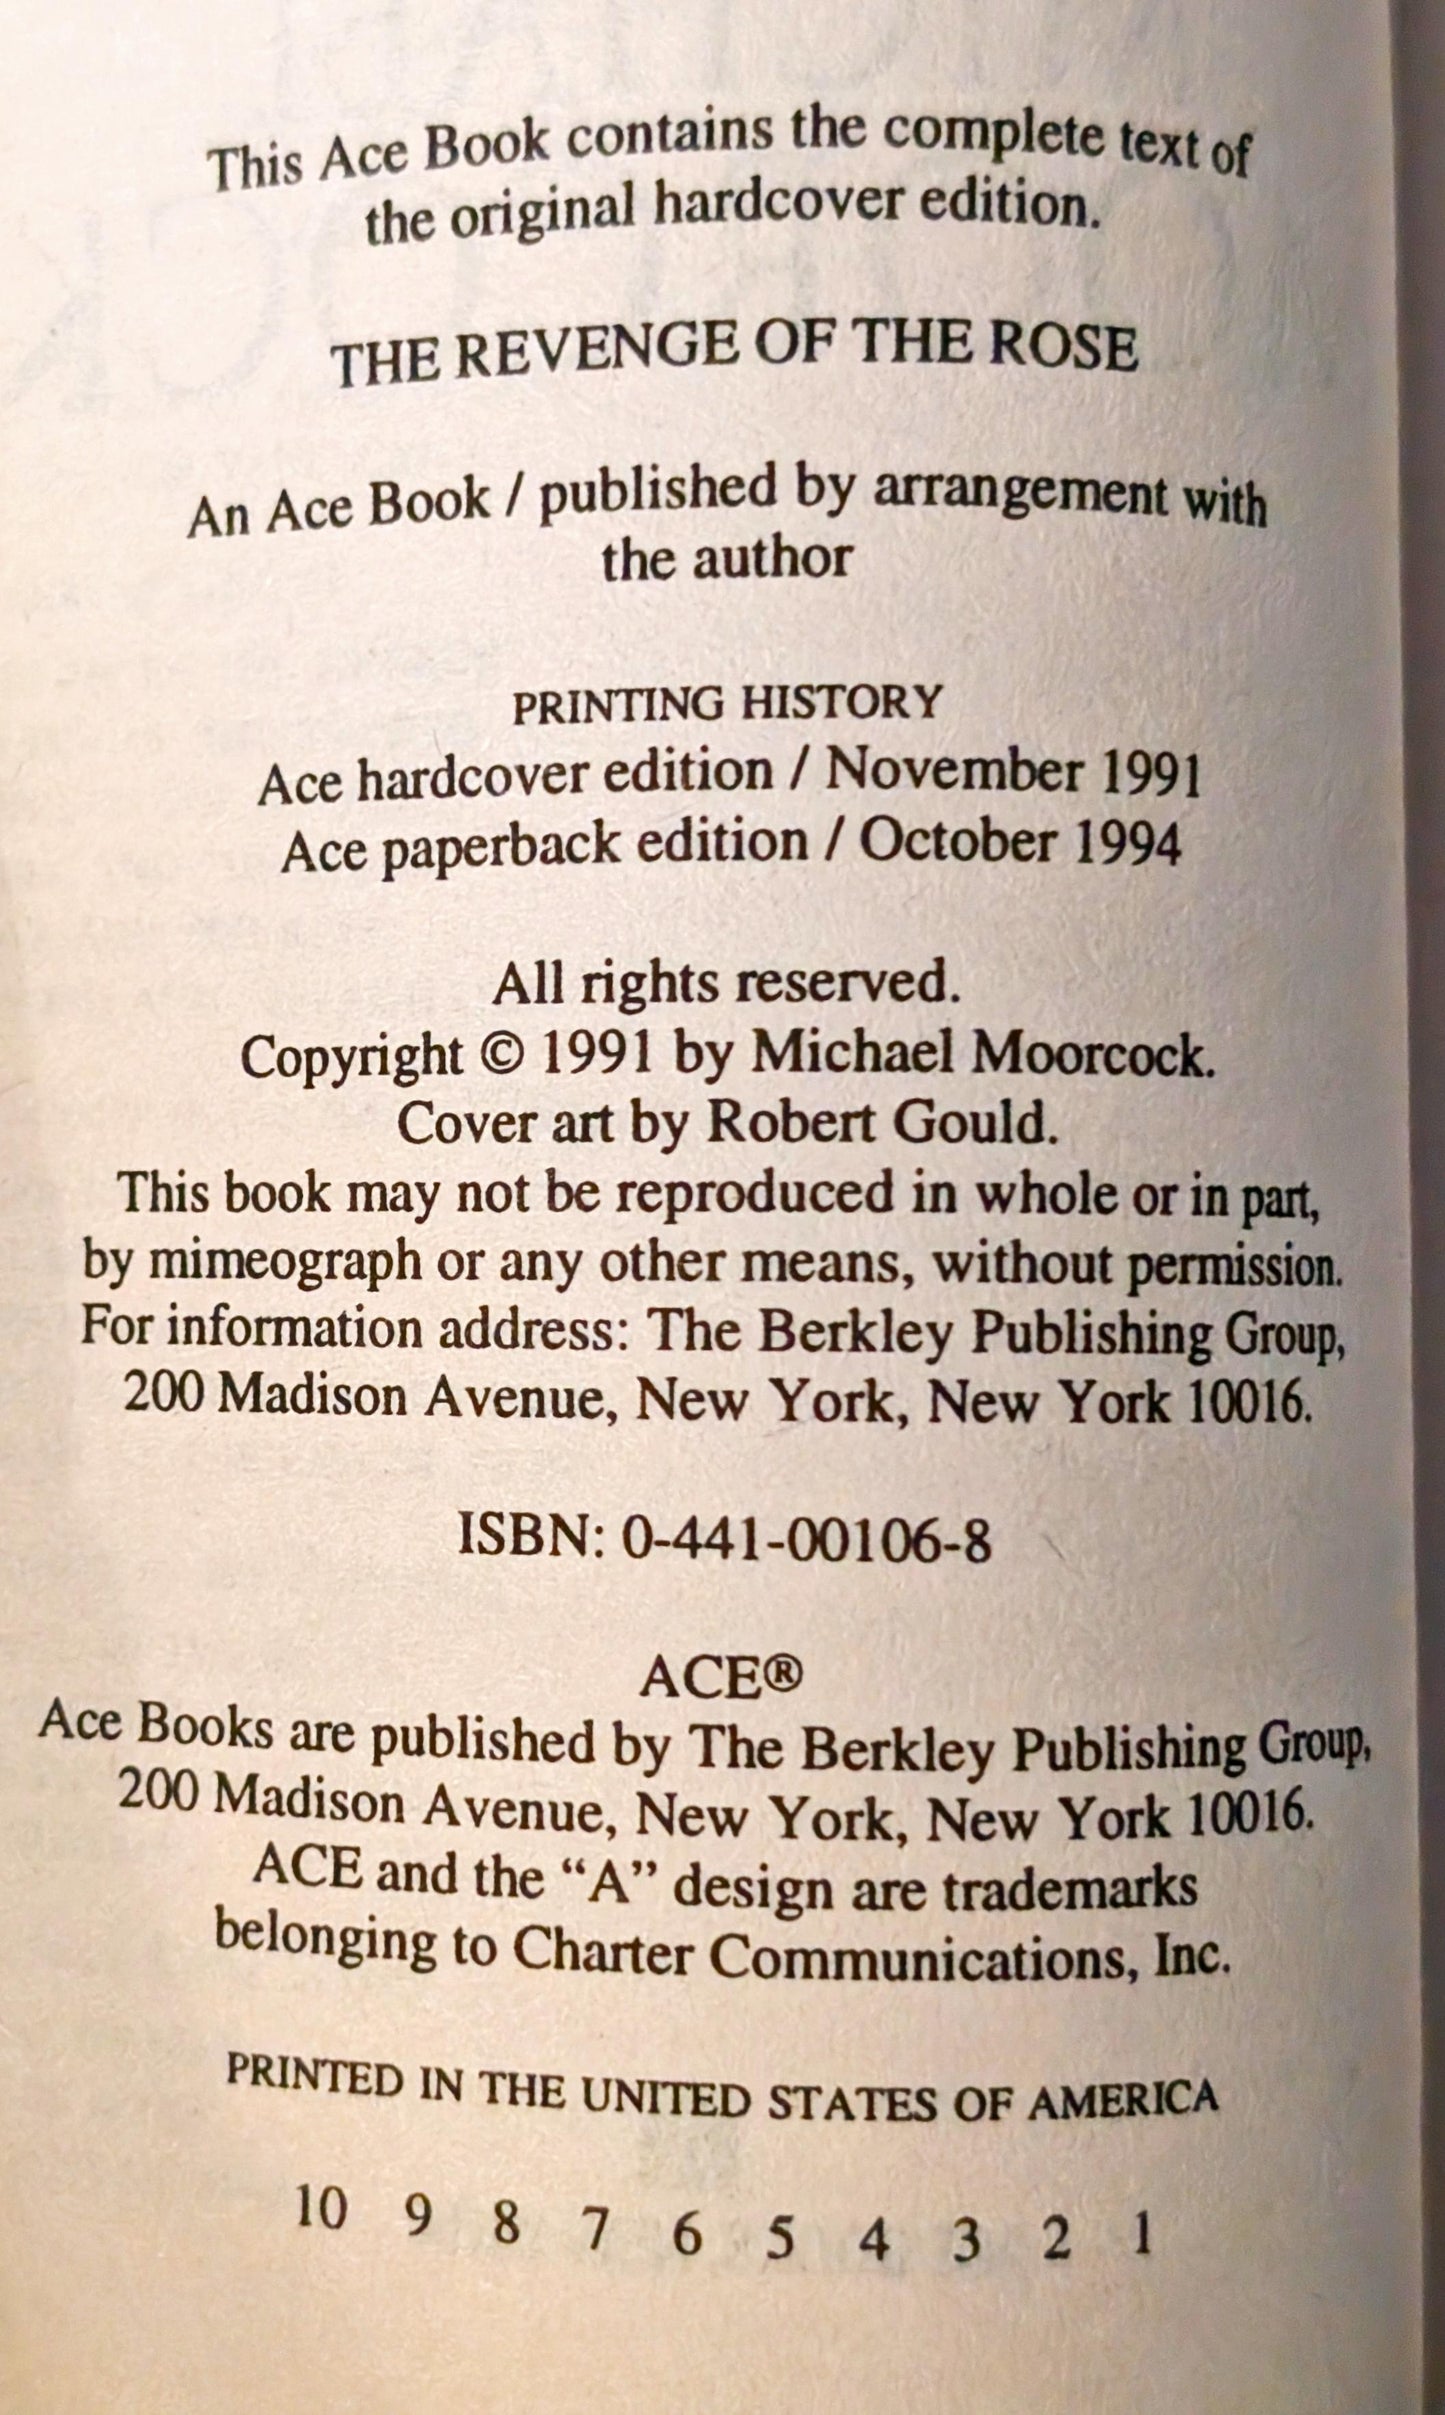 This Ace Book contains the complete text of
the original hardcover edition.
THE REVENGE OF THE ROSE
An Ace Book / published by arrangement with
the author
PRINTING HISTORY
Ace hardcover edition / November 1991
Ace paperback edition / October 1994
All rights reserved.
Copyright © 1991 by Michael Moorcock.
Cover art by Robert Gould.
This book may not be reproduced in whole or in part,
by mimeograph or any other means, without permission.
For information address: The Berkley Publishing Group,
200 Madison Avenue, New York, New York 10016.
ISBN: 0-441-00106-8
ACE®
Ace Books are published by The Berkley Publishing Group,
200 Madison Avenue, New York, New York 10016.
ACE and the “A” design are trademarks
belonging to Charter Communications, Inc.
PRINTED IN THE UNITED STATES OF AMERICA
10 9 8 7 6 5 4 3 2 1